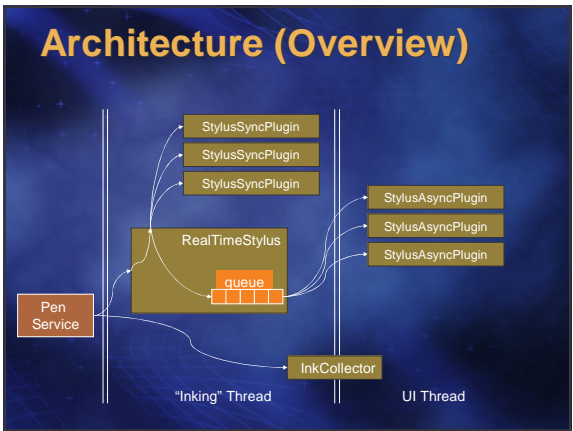 Architecture (Overview)
StylusSyncPlugin
StylusSyncPlugin
StylusSyncPlugin
StylusAsyncPlugin
StylusAsyncPlugin
StylusAsyncPlugin
RealTimeStylus
queue
Pen
Service
InkCollector
“Inking” Thread
UI Thread